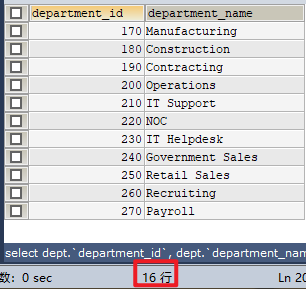 department_id department_name
170 Manufacturing
180 Construction
190 Contracting
200 Operations
210 IT Support
220 NOC
230 IT Helpdesk
240 Government Sales
250 Retail Sales
260 Recruiting
270 Payroll
select dept.`department_id`, dept.`department_nam
数: 0 sec 16 行 Ln 20